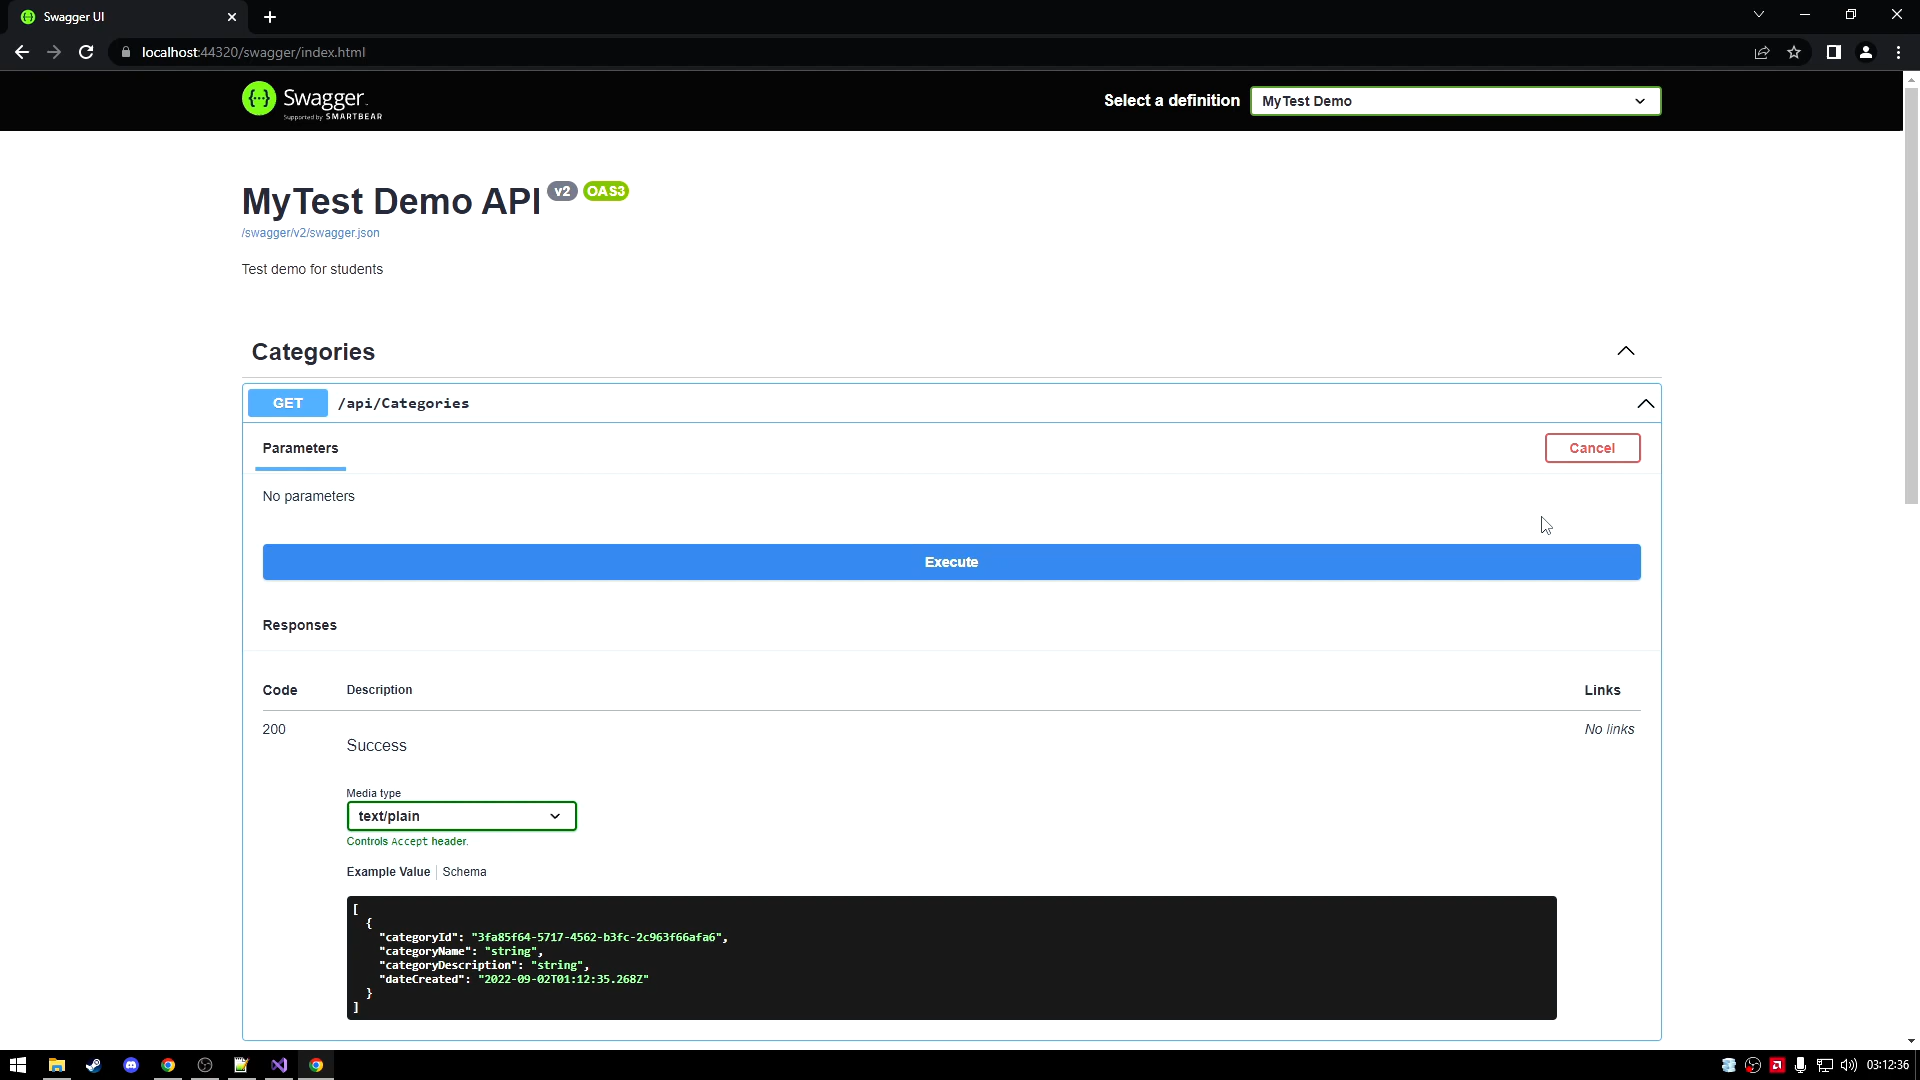 Swagger UI
localhost:44320/swagger/index.html
Swagger.
Supported by SMARTBEAR
Select a definition
MyTest Demo
MyTest Demo API v2 OAS3
/swagger/v2/swagger.json
Test demo for students
Categories
GET /api/Categories
Parameters
Cancel
No parameters
Execute
Responses
Code Description Links
200 Success No links
Media type
text/plain
Controls Accept header.
Example Value Schema
[
{
"categoryId": "3fa85f64-5717-4562-b3fc-2c963f66afa6",
"categoryName": "string",
"categoryDescription": "string",
"dateCreated": "2022-09-02T01:12:35.268Z"
}
]
03:12:36